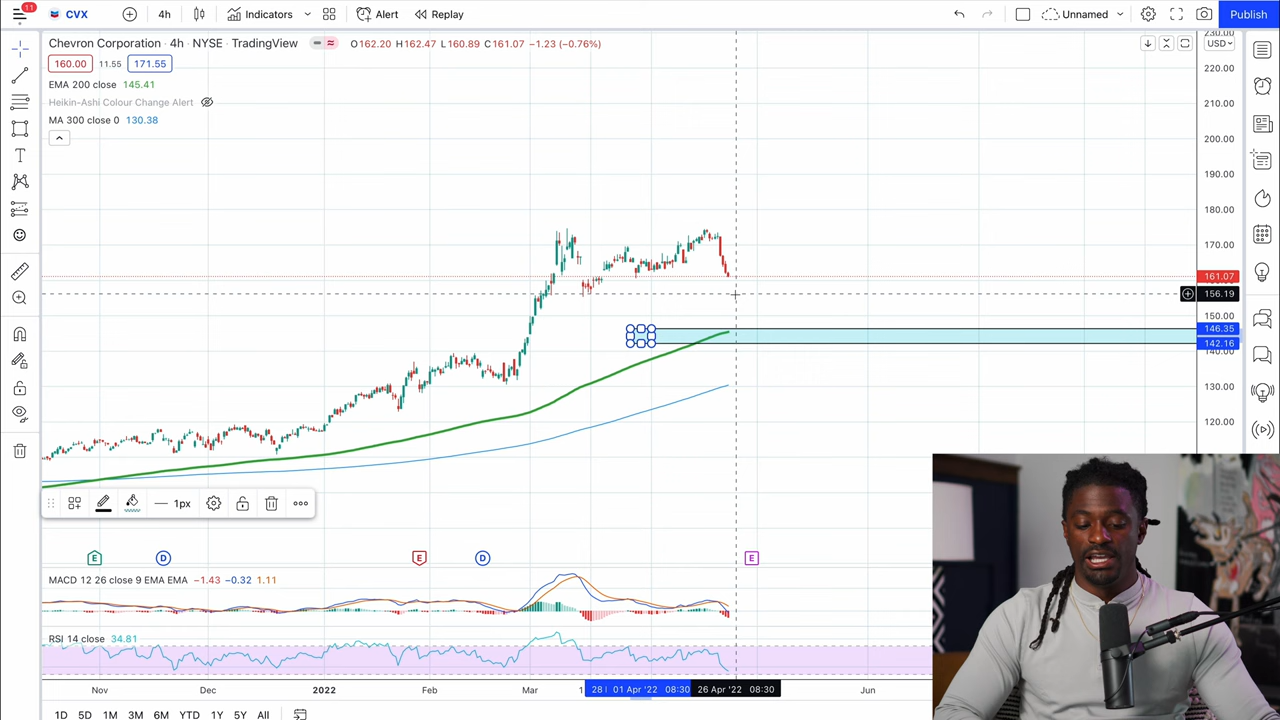 11
CVX
4h
Indicators
Alert
Replay
Unnamed
Publish
Chevron Corporation · 4h · NYSE · TradingView
O162.20 H162.47 L160.89 C161.07 −1.23 (−0.76%)
USD
160.00 11.55 171.55
EMA 200 close 145.41
Heikin-Ashi Colour Change Alert
MA 300 close 0 130.38
230.00
220.00
210.00
200.00
190.00
180.00
170.00
161.07
156.19
150.00
146.35
142.16
140.00
130.00
120.00
1px
E
D
E
D
E
MACD 12 26 close 9 EMA EMA −1.43 −0.32 1.11
RSI 14 close 34.81
Nov
Dec
2022
Feb
Mar
28
01 Apr '22 08:30
26 Apr '22 08:30
Jun
1D 5D 1M 3M 6M YTD 1Y 5Y All